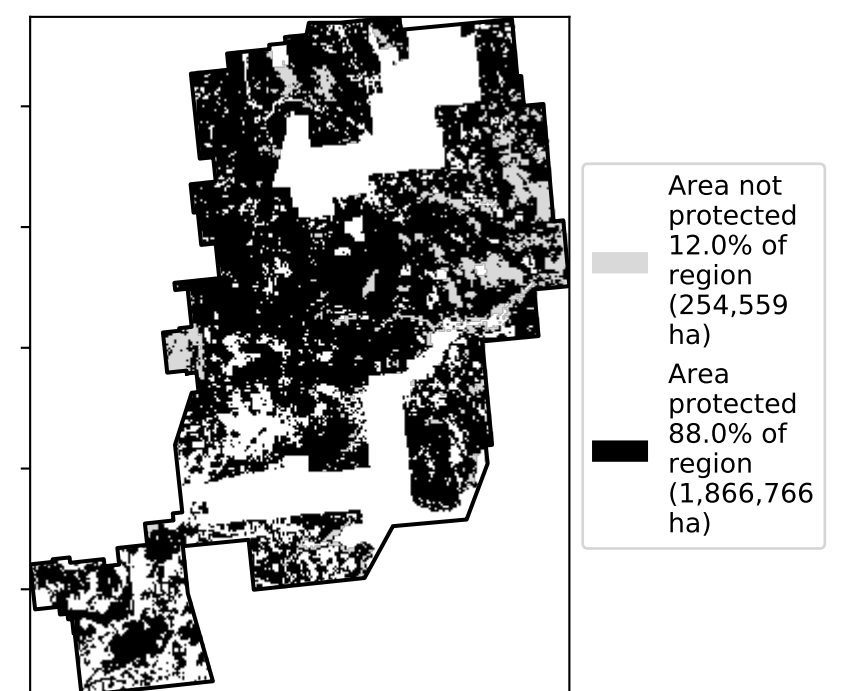 Area not
protected
12.0% of
region
(254,559
ha)
Area
protected
88.0% of
region
(1,866,766
ha)